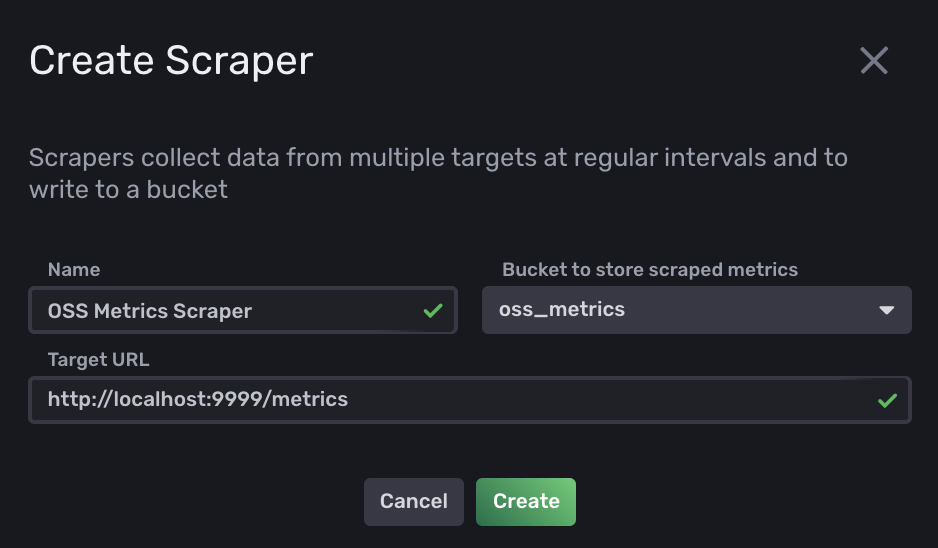 Create Scraper
Scrapers collect data from multiple targets at regular intervals and to
write to a bucket
Name
Bucket to store scraped metrics
OSS Metrics Scraper
oss_metrics
Target URL
http://localhost:9999/metrics
Cancel
Create